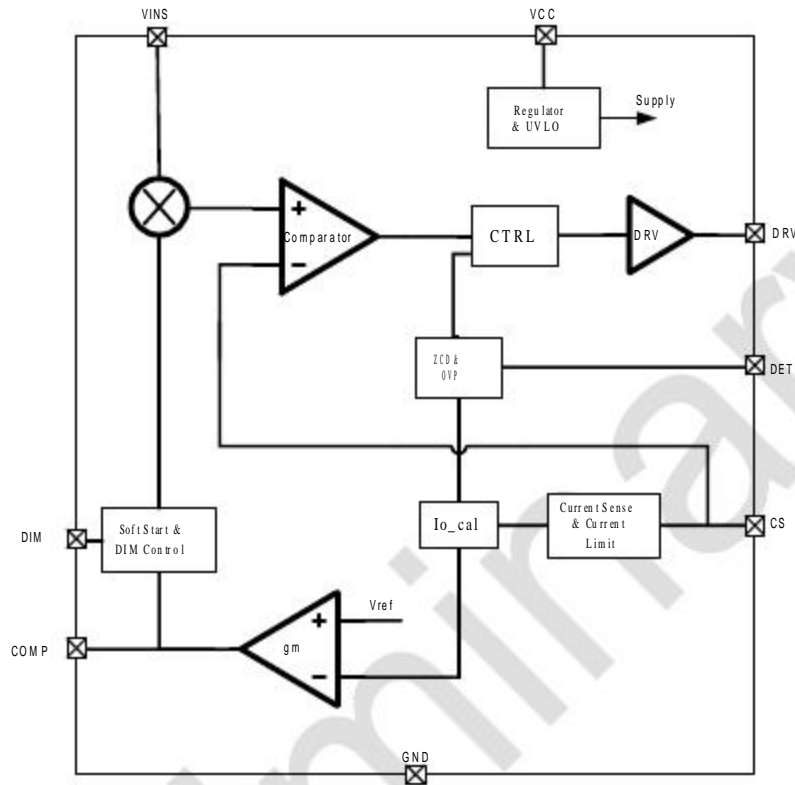 VINS
VCC
Regulator
& UVLO
Supply
+
Comparator
−
CTRL
DRV
DRV
ZCD &
OVP
DET
Soft Start &
DIM Control
DIM
Io_cal
Current Sense
& Current
Limit
CS
Vref
+
gm
−
COMP
GND